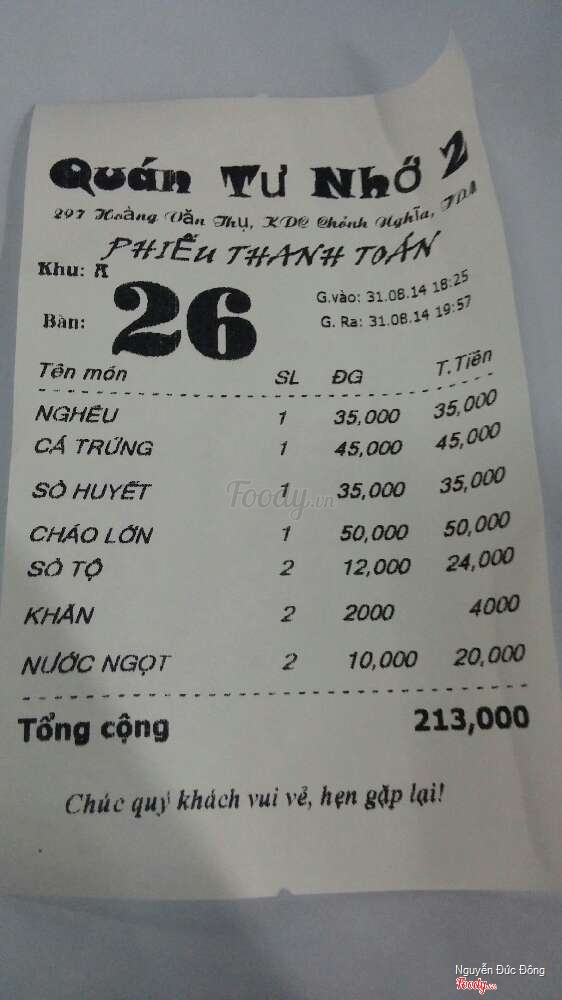 Quán Tư Nhớ 2
297 Hoàng Văn Thụ, KDC Chánh Nghĩa, TDM
PHIẾU THANH TOÁN
Khu: A
Bàn: 26
G.vào: 31.08.14 18:25
G. Ra: 31.08.14 19:57
Tên món SL ĐG T.Tiền
NGHÊU 1 35,000 35,000
CÁ TRỨNG 1 45,000 45,000
SÒ HUYẾT 1 35,000 35,000
CHÁO LỚN 1 50,000 50,000
SÒ TỘ 2 12,000 24,000
KHĂN 2 2000 4000
NƯỚC NGỌT 2 10,000 20,000
Tổng cộng 213,000
Chúc quý khách vui vẻ, hẹn gặp lại!
Foody.vn
Nguyễn Đức Đông
Foody.vn